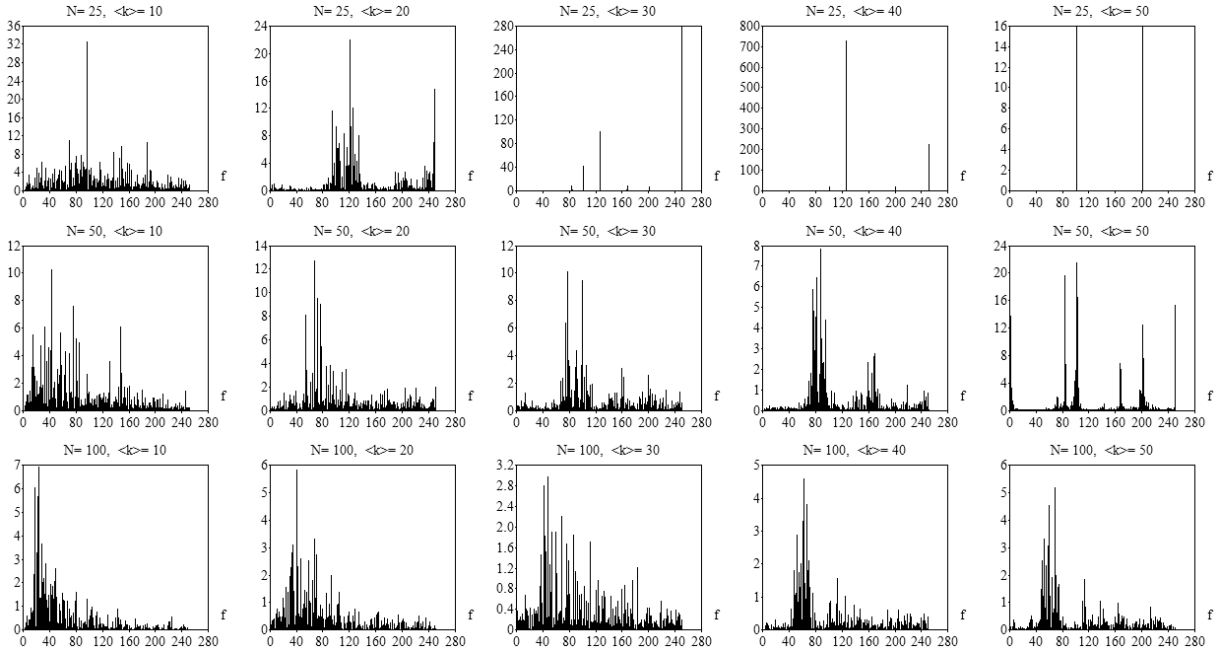 N= 25, <k>= 10 N= 25, <k>= 20 N= 25, <k>= 30 N= 25, <k>= 40 N= 25, <k>= 50
36 24 280 800 16
32 20 240 700 14
28 16 200 600 12
24 12 160 500 10
20 8 120 400 8
16 4 80 300 6
12 0 40 200 4
8 0 100 2
4 0 0
0
f f f f f
0 40 80 120 160 200 240 280 0 40 80 120 160 200 240 280 0 40 80 120 160 200 240 280 0 40 80 120 160 200 240 280 0 40 80 120 160 200 240 280
N= 50, <k>= 10 N= 50, <k>= 20 N= 50, <k>= 30 N= 50, <k>= 40 N= 50, <k>= 50
12 14 12 8 24
10 12 10 7 20
8 10 8 6 16
6 8 6 5 12
4 6 4 4 8
2 4 2 3 4
0 2 0 2 0
0 1
0
f f f f f
0 40 80 120 160 200 240 280 0 40 80 120 160 200 240 280 0 40 80 120 160 200 240 280 0 40 80 120 160 200 240 280 0 40 80 120 160 200 240 280
N= 100, <k>= 10 N= 100, <k>= 20 N= 100, <k>= 30 N= 100, <k>= 40 N= 100, <k>= 50
7 6 3.2 5 6
6 5 2.8 4 5
5 4 2.4 3 4
4 3 2 2 3
3 2 1.6 1 2
2 1 1.2 0 1
1 0 0.8 0
0 0.4
0
f f f f f
0 40 80 120 160 200 240 280 0 40 80 120 160 200 240 280 0 40 80 120 160 200 240 280 0 40 80 120 160 200 240 280 0 40 80 120 160 200 240 280